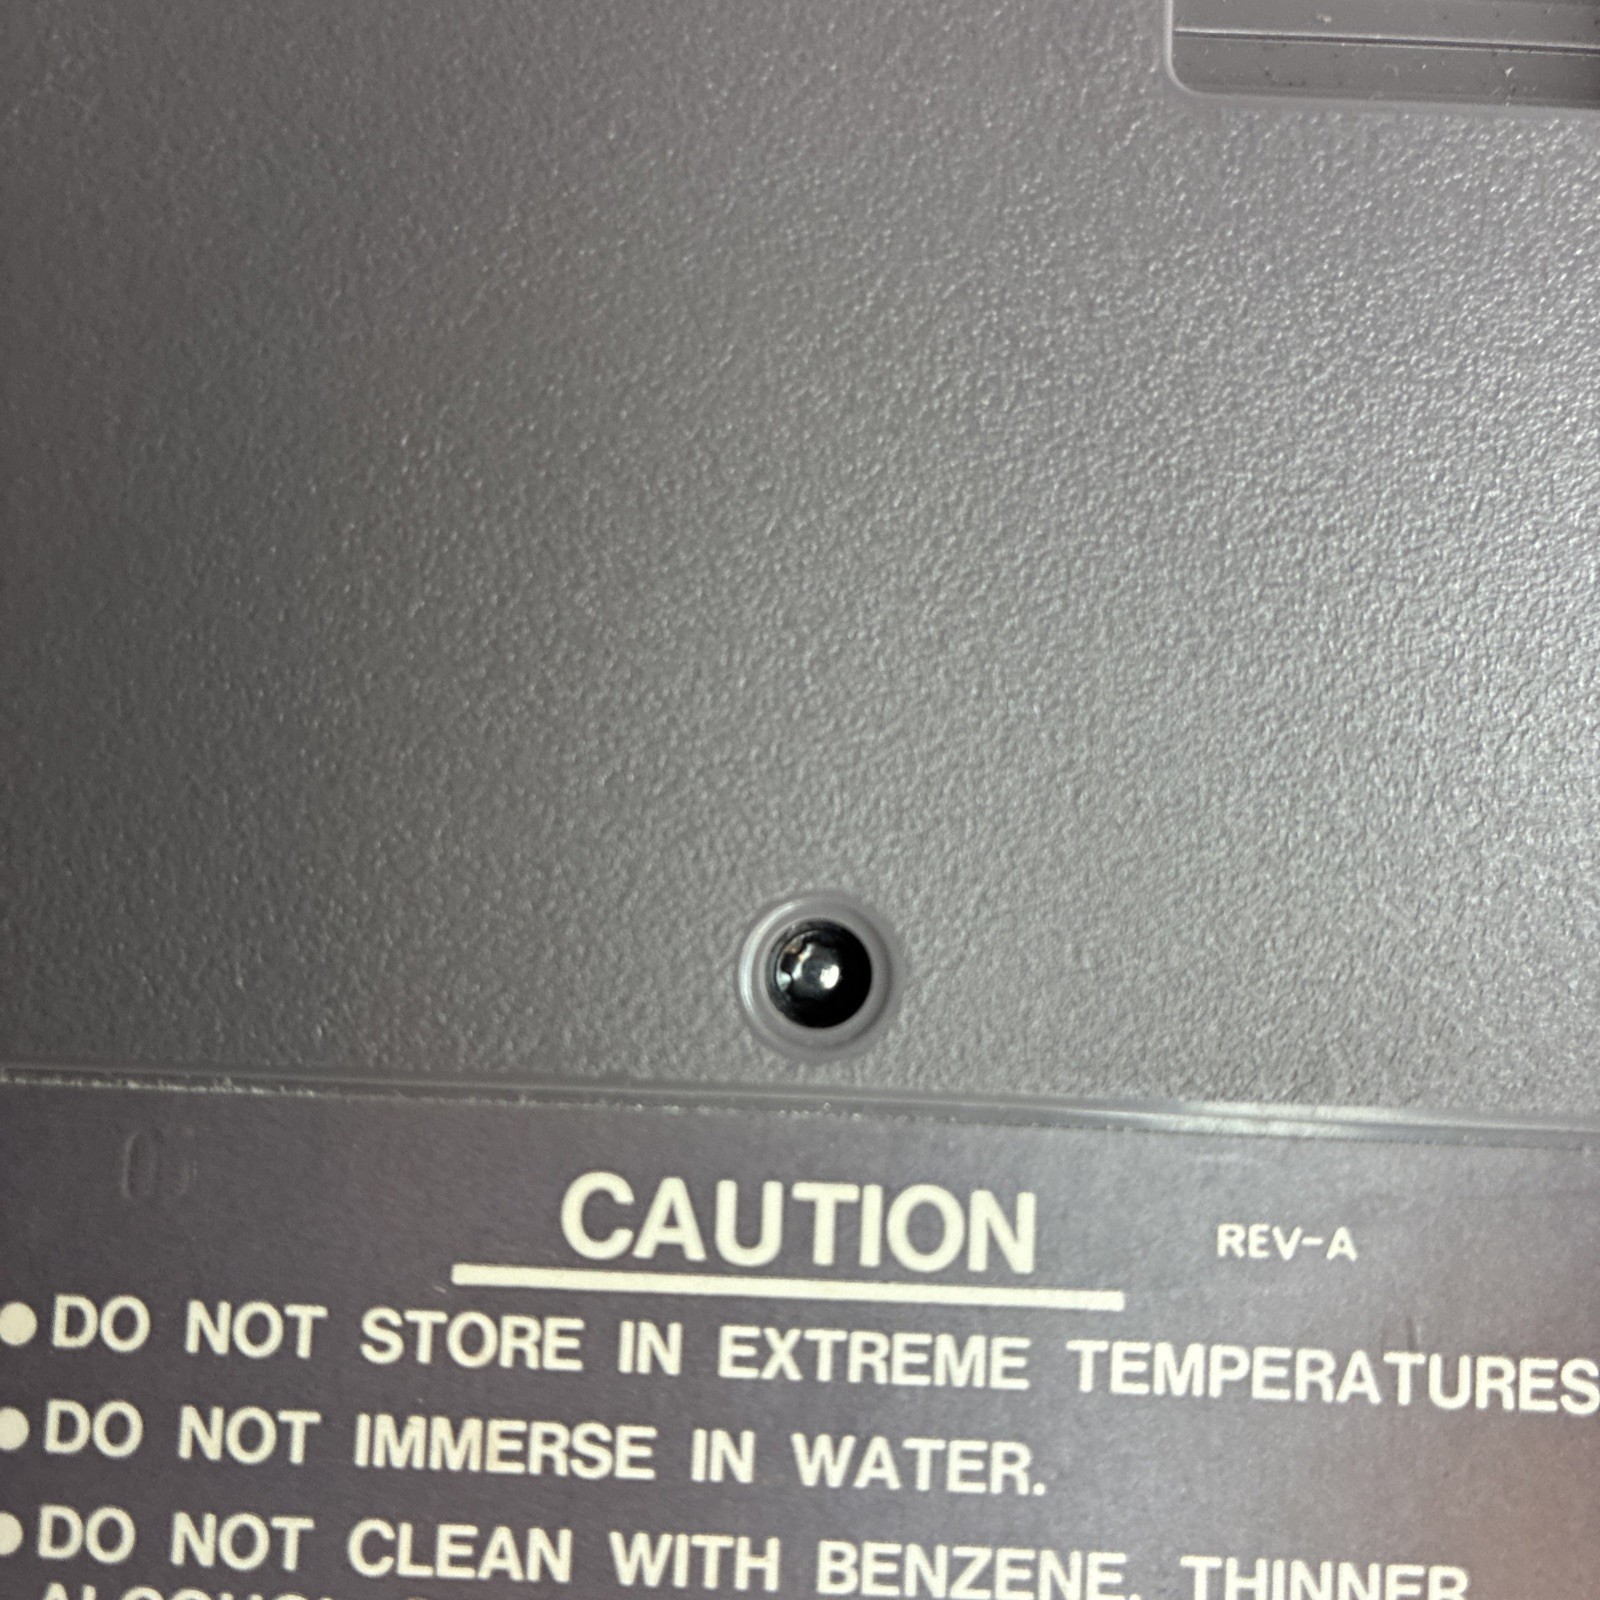 CAUTION REV-A
●DO NOT STORE IN EXTREME TEMPERATURES
●DO NOT IMMERSE IN WATER.
●DO NOT CLEAN WITH BENZENE, THINNER
ALCOHOL